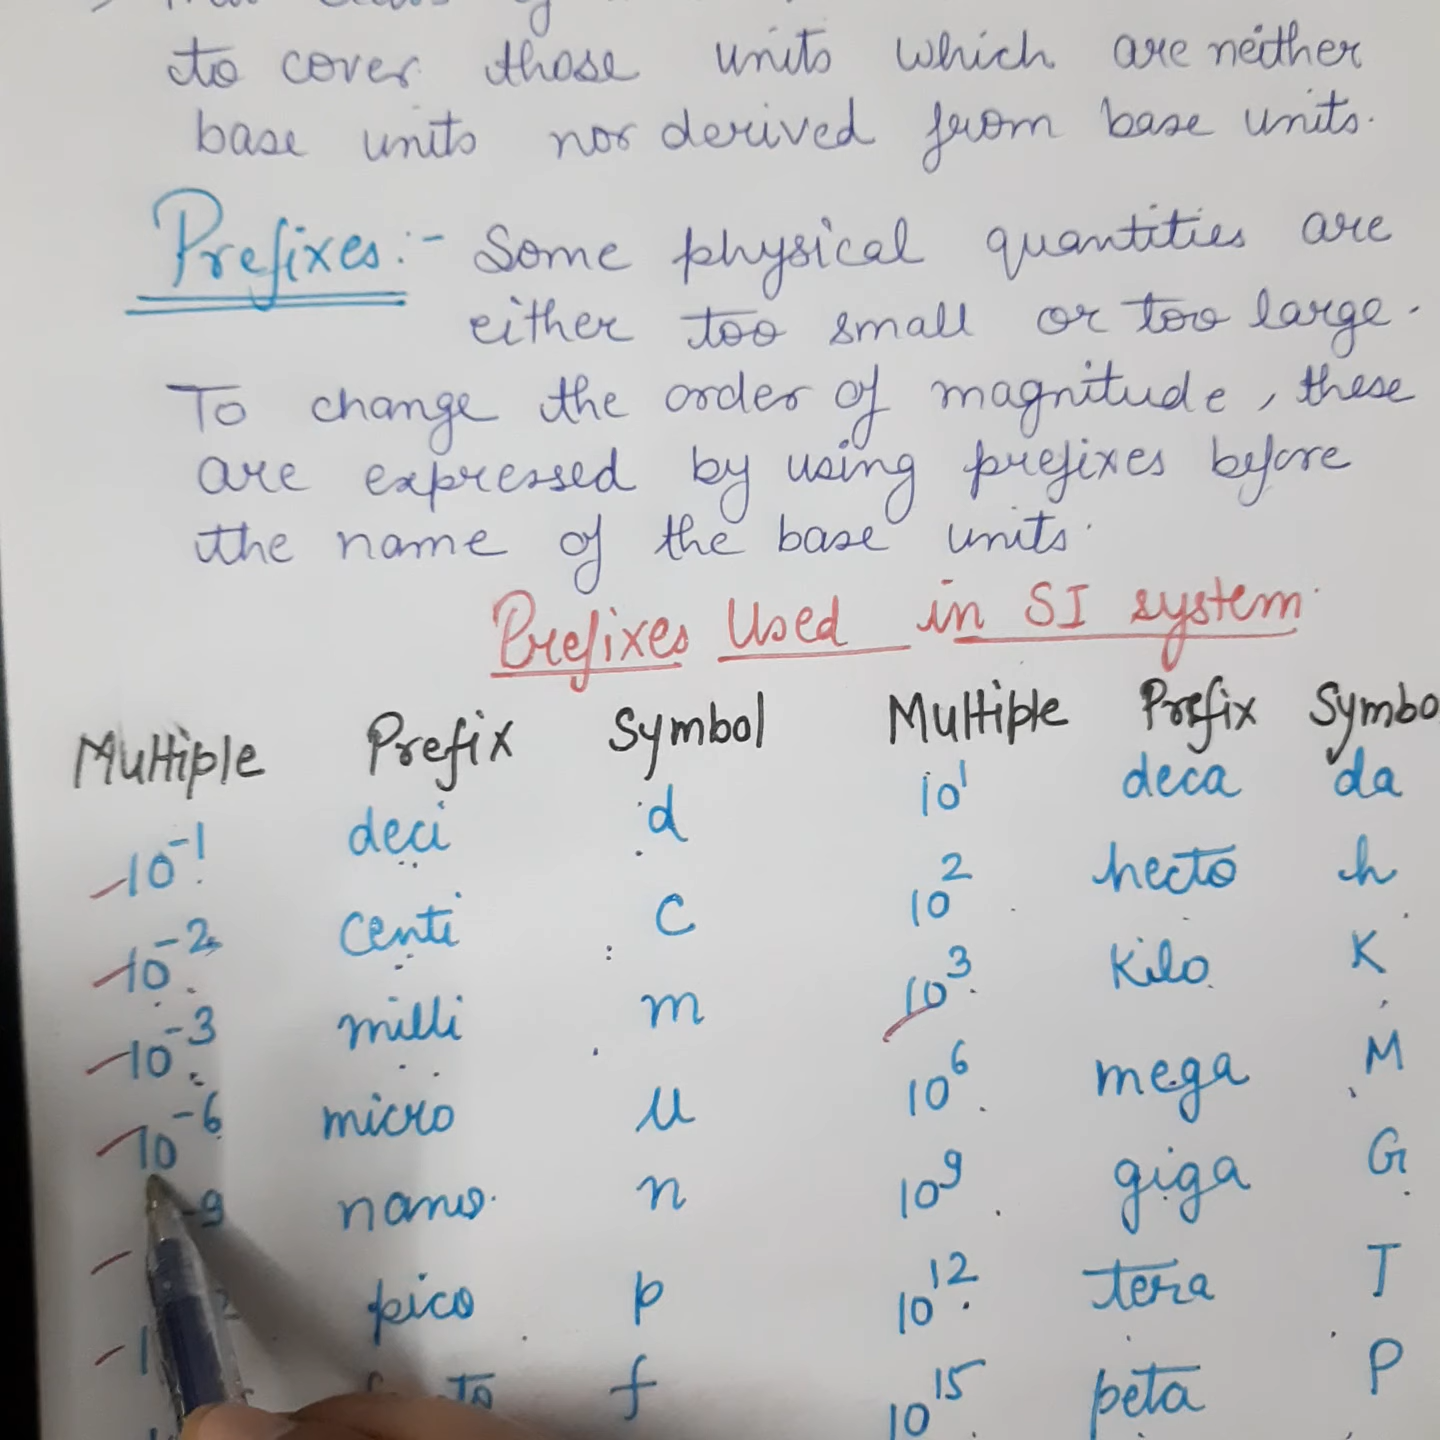 to cover those units which are neither
base units nor derived from base units.
Prefixes:- Some physical quantities are
either too small or too large.
To change the order of magnitude, these
are expressed by using prefixes before
the name of the base units.
Prefixes Used in SI system
Multiple Prefix Symbol Multiple Prefix Symbo
10⁻¹ deci d 10¹ deca da
10⁻² centi c 10² hecto h
10⁻³ milli m 10³ Kilo K
10⁻⁶ micro μ 10⁶ mega M
-9 nano n 10⁹ giga G
pico p 10¹² tera T
f 10¹⁵ peta P